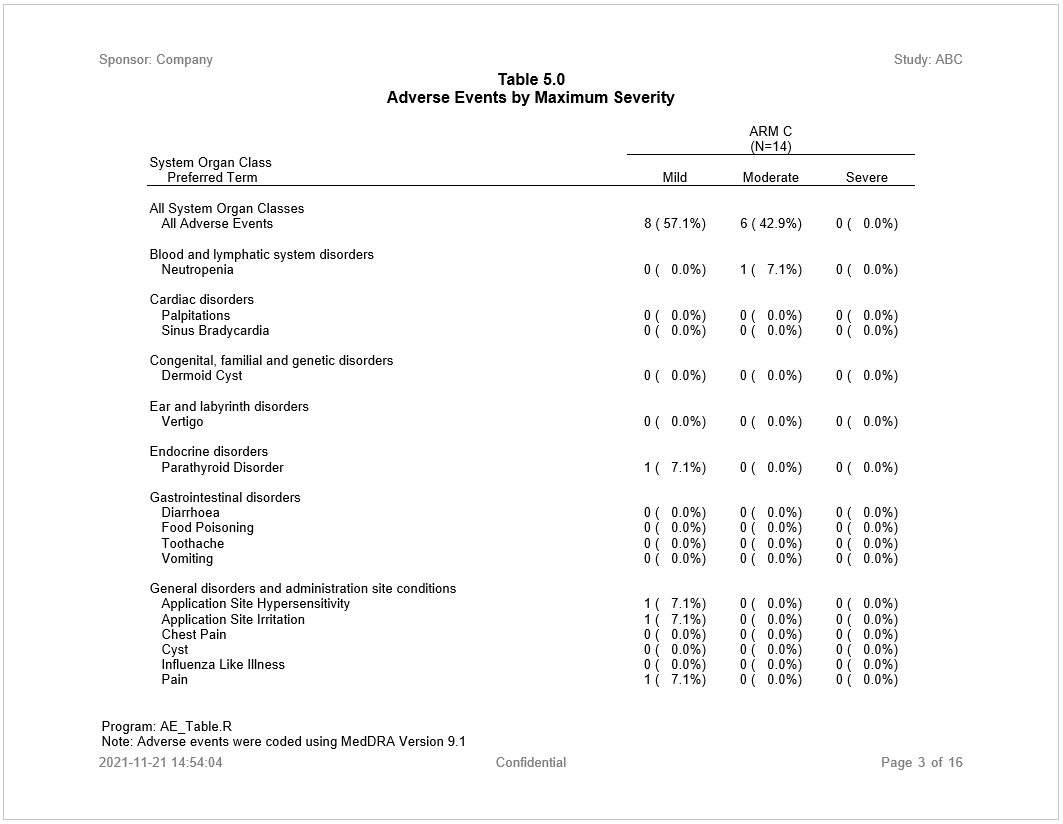 Sponsor: Company Study: ABC
Table 5.0
Adverse Events by Maximum Severity
ARM C
(N=14)
System Organ Class
Preferred Term Mild Moderate Severe
All System Organ Classes
All Adverse Events 8 ( 57.1%) 6 ( 42.9%) 0 ( 0.0%)
Blood and lymphatic system disorders
Neutropenia 0 ( 0.0%) 1 ( 7.1%) 0 ( 0.0%)
Cardiac disorders
Palpitations 0 ( 0.0%) 0 ( 0.0%) 0 ( 0.0%)
Sinus Bradycardia 0 ( 0.0%) 0 ( 0.0%) 0 ( 0.0%)
Congenital, familial and genetic disorders
Dermoid Cyst 0 ( 0.0%) 0 ( 0.0%) 0 ( 0.0%)
Ear and labyrinth disorders
Vertigo 0 ( 0.0%) 0 ( 0.0%) 0 ( 0.0%)
Endocrine disorders
Parathyroid Disorder 1 ( 7.1%) 0 ( 0.0%) 0 ( 0.0%)
Gastrointestinal disorders
Diarrhoea 0 ( 0.0%) 0 ( 0.0%) 0 ( 0.0%)
Food Poisoning 0 ( 0.0%) 0 ( 0.0%) 0 ( 0.0%)
Toothache 0 ( 0.0%) 0 ( 0.0%) 0 ( 0.0%)
Vomiting 0 ( 0.0%) 0 ( 0.0%) 0 ( 0.0%)
General disorders and administration site conditions
Application Site Hypersensitivity 1 ( 7.1%) 0 ( 0.0%) 0 ( 0.0%)
Application Site Irritation 1 ( 7.1%) 0 ( 0.0%) 0 ( 0.0%)
Chest Pain 0 ( 0.0%) 0 ( 0.0%) 0 ( 0.0%)
Cyst 0 ( 0.0%) 0 ( 0.0%) 0 ( 0.0%)
Influenza Like Illness 0 ( 0.0%) 0 ( 0.0%) 0 ( 0.0%)
Pain 1 ( 7.1%) 0 ( 0.0%) 0 ( 0.0%)
Program: AE_Table.R
Note: Adverse events were coded using MedDRA Version 9.1
2021-11-21 14:54:04 Confidential Page 3 of 16